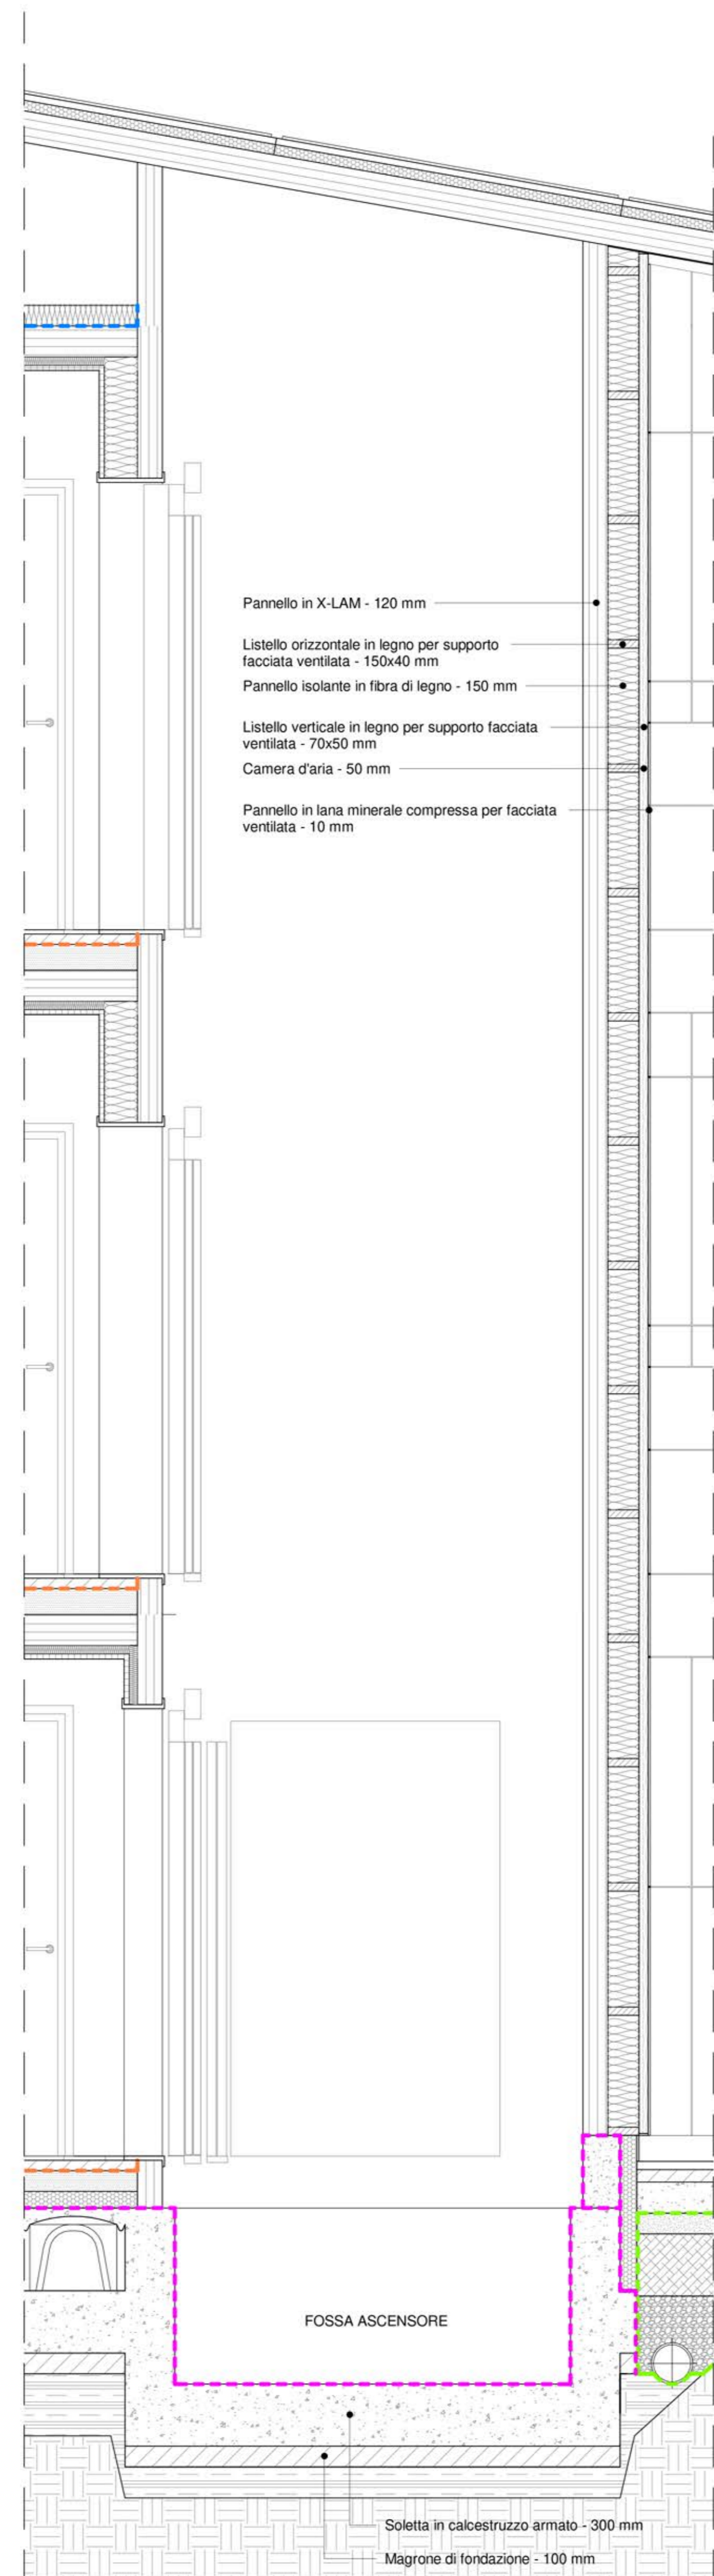 Pannello in X-LAM - 120 mm
Listello orizzontale in legno per supporto
facciata ventilata - 150x40 mm
Pannello isolante in fibra di legno - 150 mm
Listello verticale in legno per supporto facciata
ventilata - 70x50 mm
Camera d'aria - 50 mm
Pannello in lana minerale compressa per facciata
ventilata - 10 mm
FOSSA ASCENSORE
Soletta in calcestruzzo armato - 300 mm
Magrone di fondazione - 100 mm